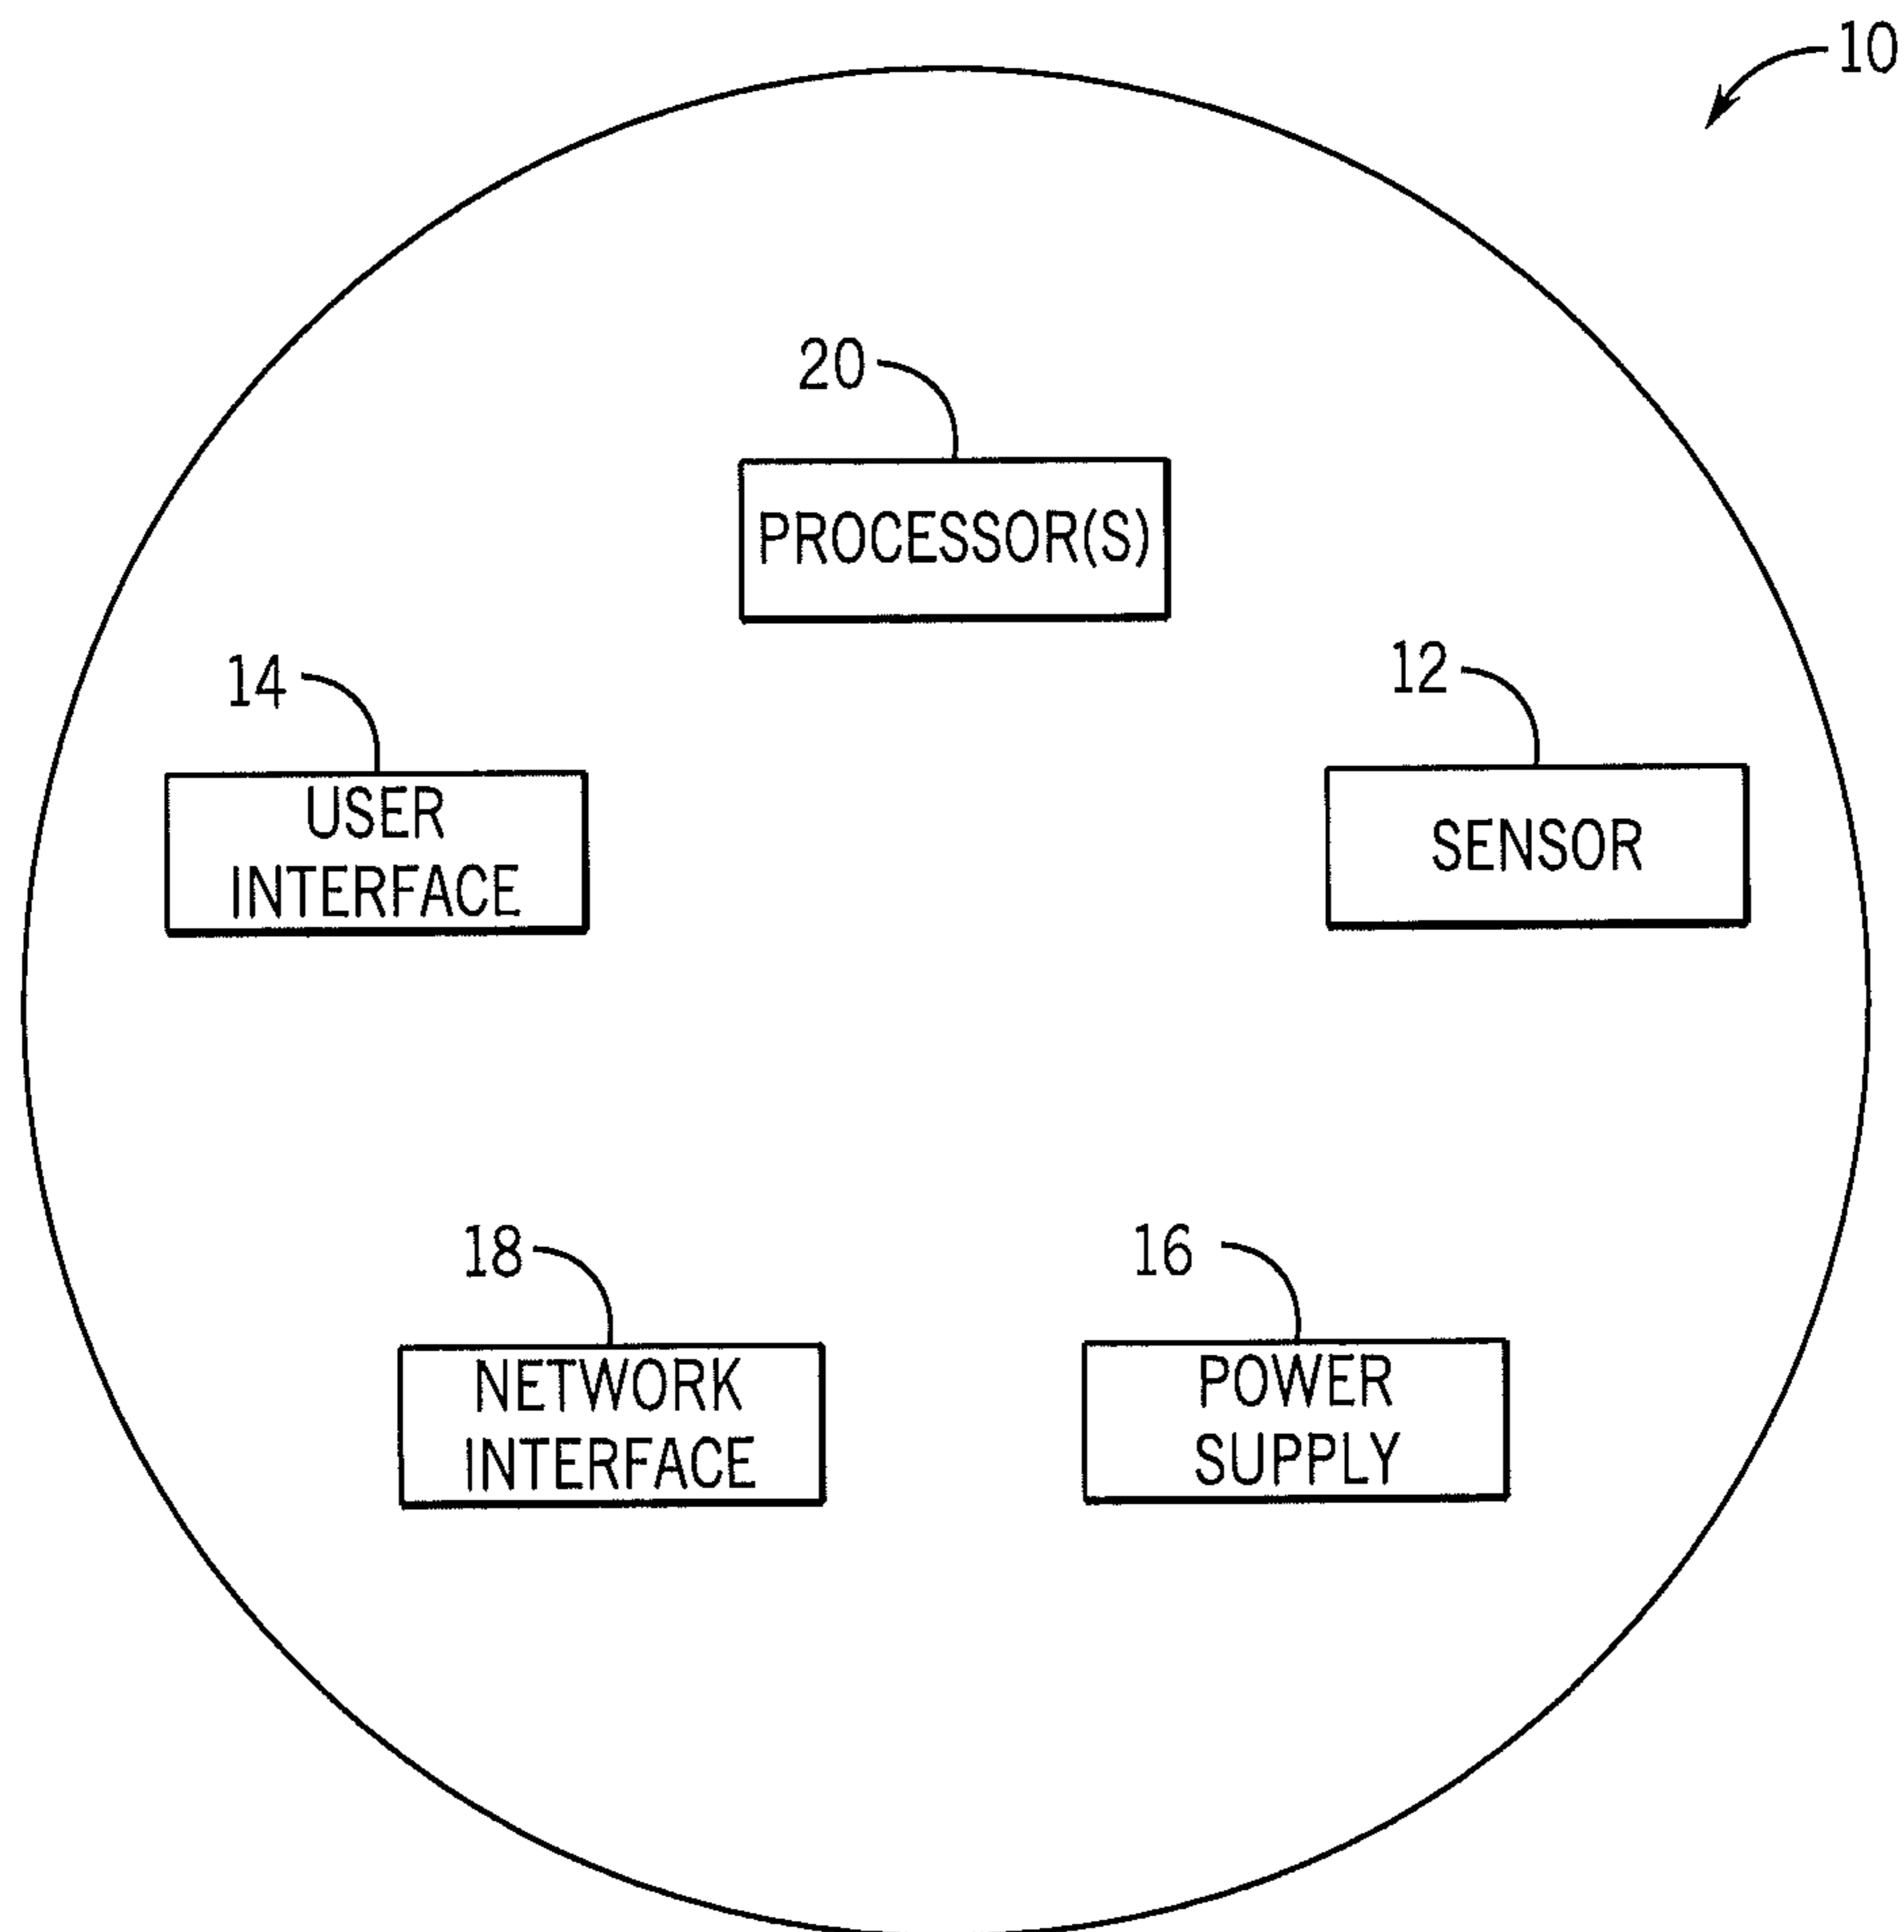 10
20
PROCESSOR(S)
14
USER
INTERFACE
12
SENSOR
18
NETWORK
INTERFACE
16
POWER
SUPPLY